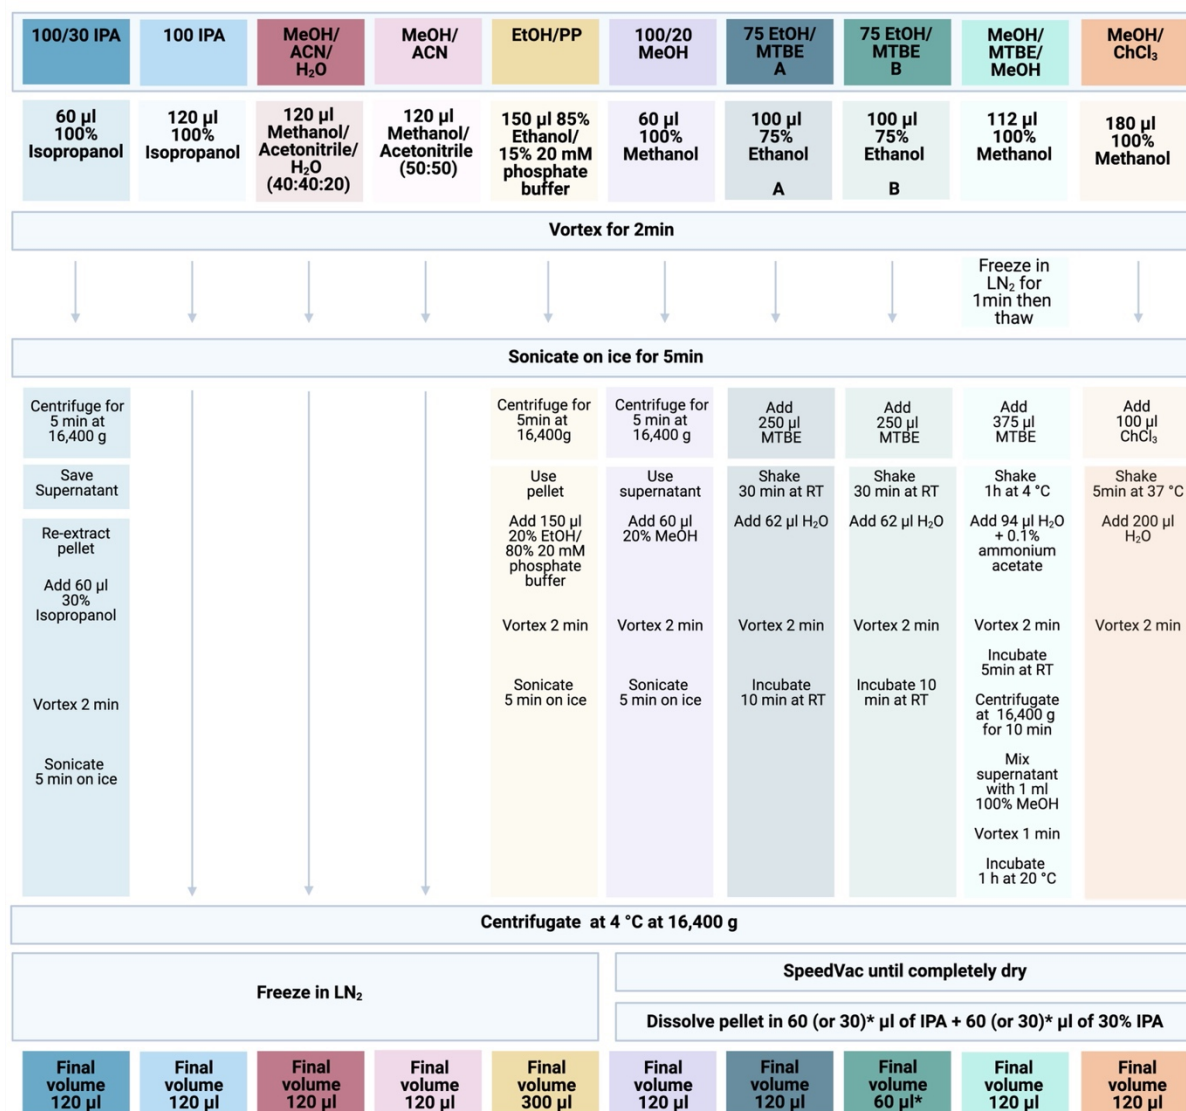 100/30 IPA
100 IPA
MeOH/
ACN/
H₂O
MeOH/
ACN
EtOH/PP
100/20
MeOH
75 EtOH/
MTBE
A
75 EtOH/
MTBE
B
MeOH/
MTBE/
MeOH
MeOH/
ChCl₃
60 µl
100%
Isopropanol
120 µl
100%
Isopropanol
120 µl
Methanol/
Acetonitrile/
H₂O
(40:40:20)
120 µl
Methanol/
Acetonitrile
(50:50)
150 µl 85%
Ethanol/
15% 20 mM
phosphate
buffer
60 µl
100%
Methanol
100 µl
75%
Ethanol
A
100 µl
75%
Ethanol
B
112 µl
100%
Methanol
180 µl
100%
Methanol
Vortex for 2min
Freeze in
LN₂ for
1min then
thaw
Sonicate on ice for 5min
Centrifuge for
5 min at
16,400 g
Save
Supernatant
Re-extract
pellet
Add 60 µl
30%
Isopropanol
Vortex 2 min
Sonicate
5 min on ice
Centrifuge for
5min at
16,400g
Use
pellet
Add 150 µl
20% EtOH/
80% 20 mM
phosphate
buffer
Vortex 2 min
Sonicate
5 min on ice
Centrifuge for
5 min at
16,400 g
Use
supernatant
Add 60 µl
20% MeOH
Vortex 2 min
Sonicate
5 min on ice
Add
250 µl
MTBE
Shake
30 min at RT
Add 62 µl H₂O
Vortex 2 min
Incubate
10 min at RT
Add
250 µl
MTBE
Shake
30 min at RT
Add 62 µl H₂O
Vortex 2 min
Incubate 10
min at RT
Add
375 µl
MTBE
Shake
1h at 4 °C
Add 94 µl H₂O
+ 0.1%
ammonium
acetate
Vortex 2 min
Incubate
5min at RT
Centrifugate
at 16,400 g
for 10 min
Mix
supernatant
with 1 ml
100% MeOH
Vortex 1 min
Incubate
1 h at 20 °C
Add
100 µl
ChCl₃
Shake
5min at 37 °C
Add 200 µl
H₂O
Vortex 2 min
Centrifugate at 4 °C at 16,400 g
Freeze in LN₂
SpeedVac until completely dry
Dissolve pellet in 60 (or 30)* µl of IPA + 60 (or 30)* µl of 30% IPA
Final
volume
120 µl
Final
volume
120 µl
Final
volume
120 µl
Final
volume
120 µl
Final
volume
300 µl
Final
volume
120 µl
Final
volume
120 µl
Final
volume
60 µl*
Final
volume
120 µl
Final
volume
120 µl